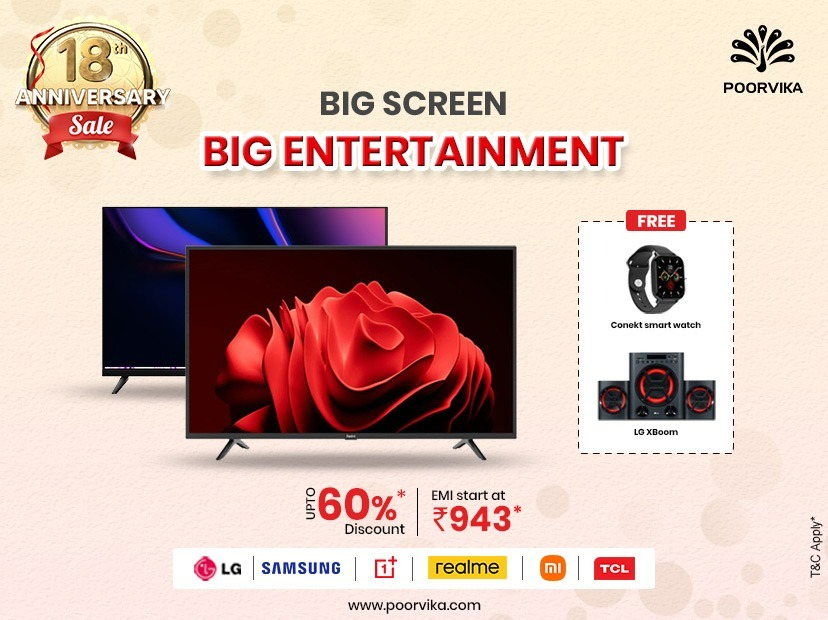 18th
ANNIVERSARY
Sale
POORVIKA
BIG SCREEN
BIG ENTERTAINMENT
FREE
Conekt smart watch
LG XBoom
UPTO 60%*
Discount
EMI start at
₹943*
LG
SAMSUNG
1+
realme
mi
TCL
www.poorvika.com
T&C Apply*